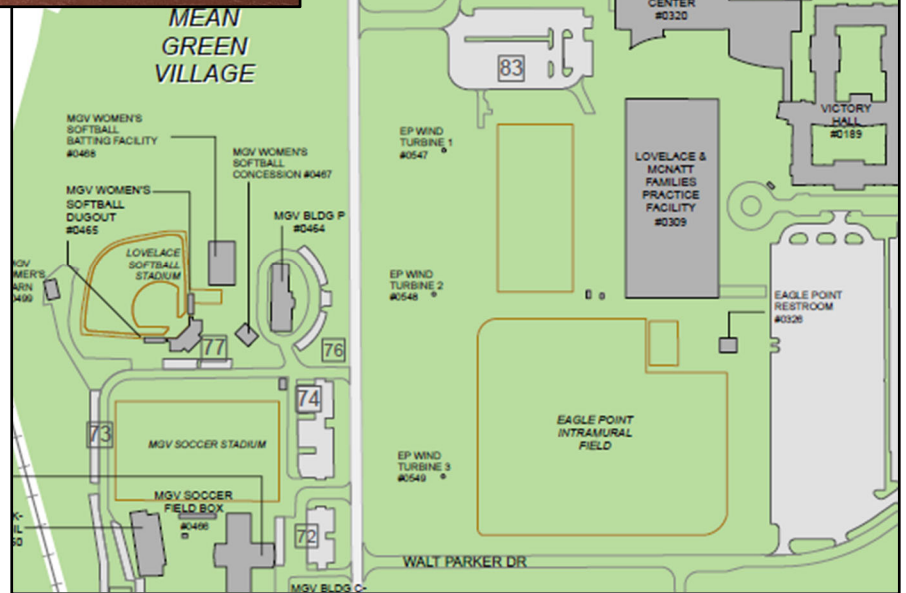 MEAN
GREEN
VILLAGE
CENTER
#0320
83
VICTORY
HALL
#0189
MGV WOMEN'S
SOFTBALL
BATTING FACILITY
#0468
MGV WOMEN'S
SOFTBALL
CONCESSION #0467
EP WIND
TURBINE 1
#0547
LOVELACE &
MCNATT
FAMILIES
PRACTICE
FACILITY
#0309
MGV WOMEN'S
SOFTBALL
DUGOUT
#0465
MGV BLDG P
#0464
LOVELACE
SOFTBALL
STADIUM
EP WIND
TURBINE 2
#0548
EAGLE POINT
RESTROOM
#0326
77
76
74
73
MGV SOCCER STADIUM
EAGLE POINT
INTRAMURAL
FIELD
EP WIND
TURBINE 3
#0549
MGV SOCCER
FIELD BOX
#0466
72
WALT PARKER DR
MGV BLDG C-